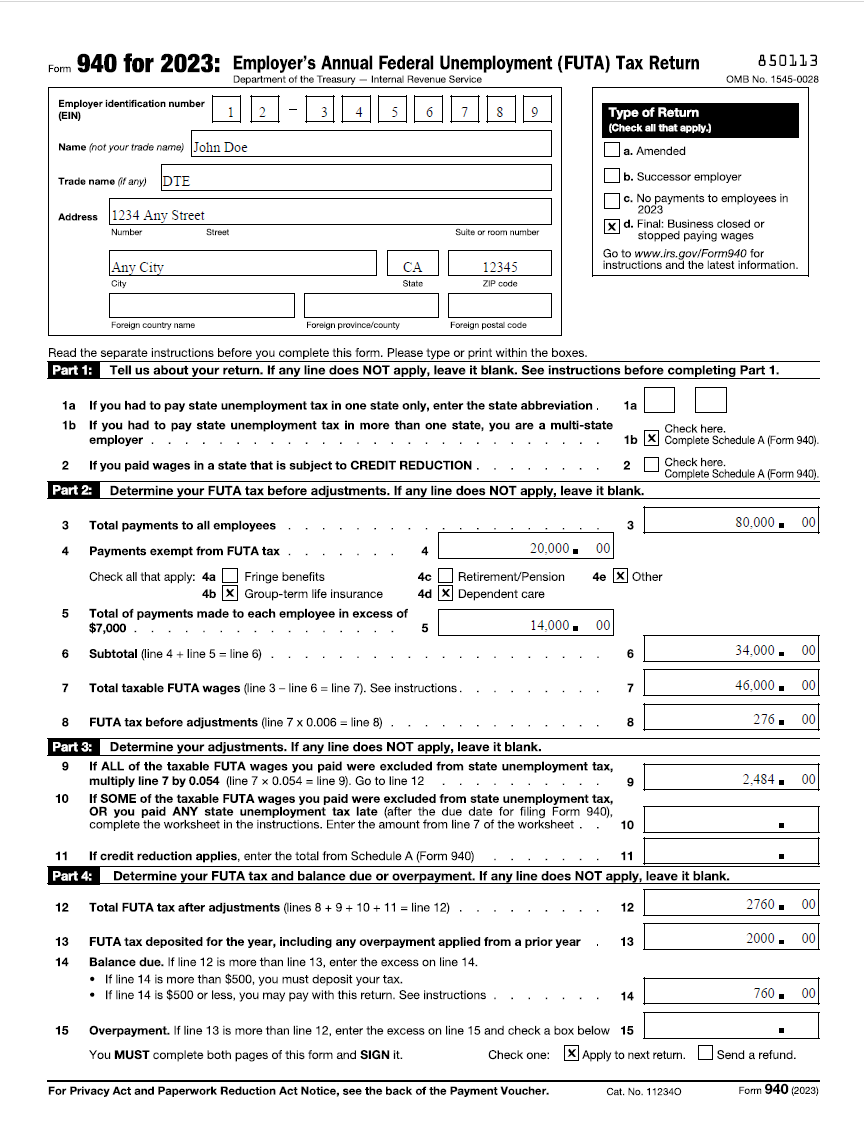 Form 940 for 2023: Employer's Annual Federal Unemployment (FUTA) Tax Return
850113
Department of the Treasury — Internal Revenue Service
OMB No. 1545-0028
Employer identification number (EIN) 1 2 – 3 4 5 6 7 8 9
Name (not your trade name) John Doe
Trade name (if any) DTE
Address 1234 Any Street
Number Street Suite or room number
Any City CA 12345
City State ZIP code
Foreign country name Foreign province/county Foreign postal code
Type of Return
(Check all that apply.)
a. Amended
b. Successor employer
c. No payments to employees in
2023
X d. Final: Business closed or
stopped paying wages
Go to www.irs.gov/Form940 for
instructions and the latest information.
Read the separate instructions before you complete this form. Please type or print within the boxes.
Part 1: Tell us about your return. If any line does NOT apply, leave it blank. See instructions before completing Part 1.
1a If you had to pay state unemployment tax in one state only, enter the state abbreviation . 1a
1b If you had to pay state unemployment tax in more than one state, you are a multi-state
employer . . . . . . . . . . . . . . . . . . . . . . . . . . 1b X Check here.
Complete Schedule A (Form 940).
2 If you paid wages in a state that is subject to CREDIT REDUCTION . . . . . . . 2 Check here.
Complete Schedule A (Form 940).
Part 2: Determine your FUTA tax before adjustments. If any line does NOT apply, leave it blank.
3 Total payments to all employees . . . . . . . . . . . . . . . . . . 3 80,000 . 00
4 Payments exempt from FUTA tax . . . . . . . 4 20,000 . 00
Check all that apply: 4a Fringe benefits 4c Retirement/Pension 4e X Other
4b X Group-term life insurance 4d X Dependent care
5 Total of payments made to each employee in excess of
$7,000 . . . . . . . . . . . . . . . 5 14,000 . 00
6 Subtotal (line 4 + line 5 = line 6) . . . . . . . . . . . . . . . . . . 6 34,000 . 00
7 Total taxable FUTA wages (line 3 – line 6 = line 7). See instructions . . . . . . . . 7 46,000 . 00
8 FUTA tax before adjustments (line 7 x 0.006 = line 8) . . . . . . . . . . . . 8 276 . 00
Part 3: Determine your adjustments. If any line does NOT apply, leave it blank.
9 If ALL of the taxable FUTA wages you paid were excluded from state unemployment tax,
multiply line 7 by 0.054 (line 7 × 0.054 = line 9). Go to line 12 . . . . . . . . . . 9 2,484 . 00
10 If SOME of the taxable FUTA wages you paid were excluded from state unemployment tax,
OR you paid ANY state unemployment tax late (after the due date for filing Form 940),
complete the worksheet in the instructions. Enter the amount from line 7 of the worksheet . . 10 .
11 If credit reduction applies, enter the total from Schedule A (Form 940) . . . . . . . 11 .
Part 4: Determine your FUTA tax and balance due or overpayment. If any line does NOT apply, leave it blank.
12 Total FUTA tax after adjustments (lines 8 + 9 + 10 + 11 = line 12) . . . . . . . . 12 2760 . 00
13 FUTA tax deposited for the year, including any overpayment applied from a prior year . 13 2000 . 00
14 Balance due. If line 12 is more than line 13, enter the excess on line 14.
• If line 14 is more than $500, you must deposit your tax.
• If line 14 is $500 or less, you may pay with this return. See instructions . . . . . . . 14 760 . 00
15 Overpayment. If line 13 is more than line 12, enter the excess on line 15 and check a box below 15 .
You MUST complete both pages of this form and SIGN it. Check one: X Apply to next return. Send a refund.
For Privacy Act and Paperwork Reduction Act Notice, see the back of the Payment Voucher. Cat. No. 11234O Form 940 (2023)